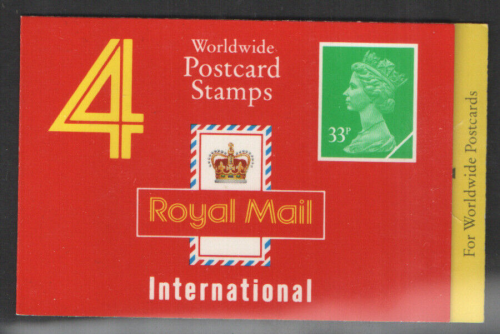 4
Worldwide
Postcard
Stamps
33P
Royal Mail
International
For Worldwide Postcards